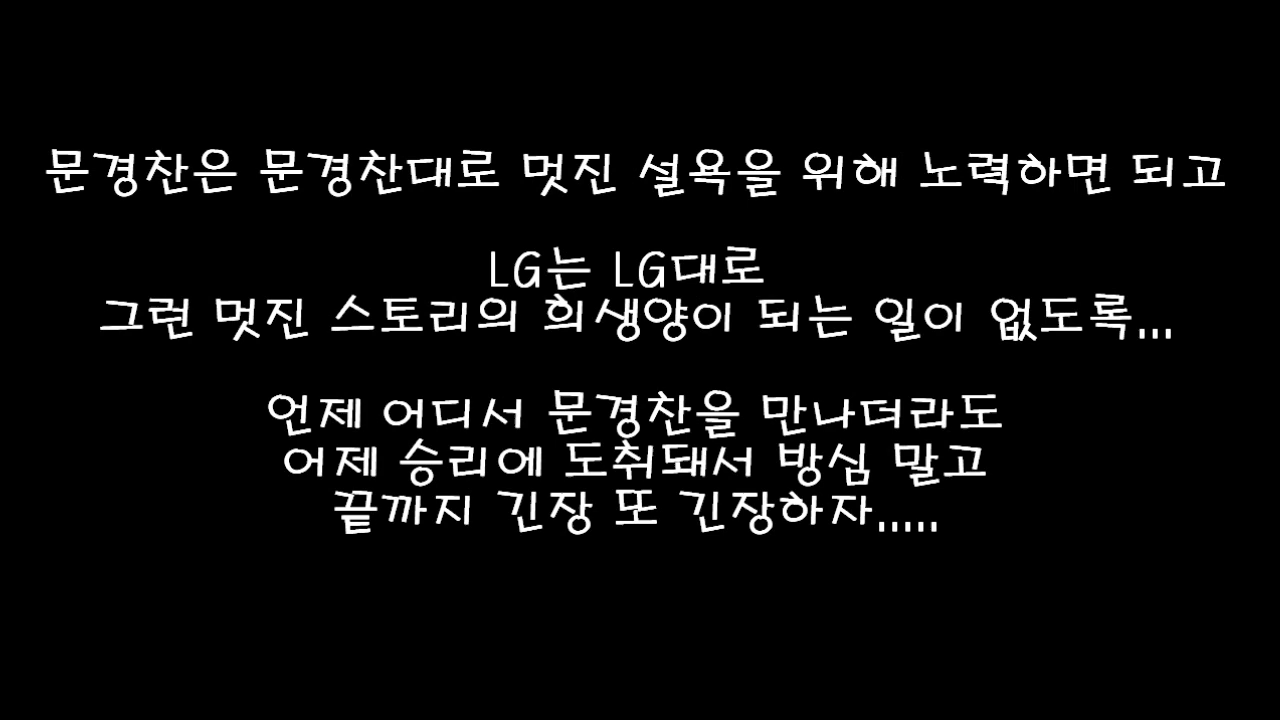 문경찬은 문경찬대로 멋진 설욕을 위해 노력하면 되고
LG는 LG대로
그런 멋진 스토리의 희생양이 되는 일이 없도록...
언제 어디서 문경찬을 만나더라도
어제 승리에 도취돼서 방심 말고
끝까지 긴장 또 긴장하자.....